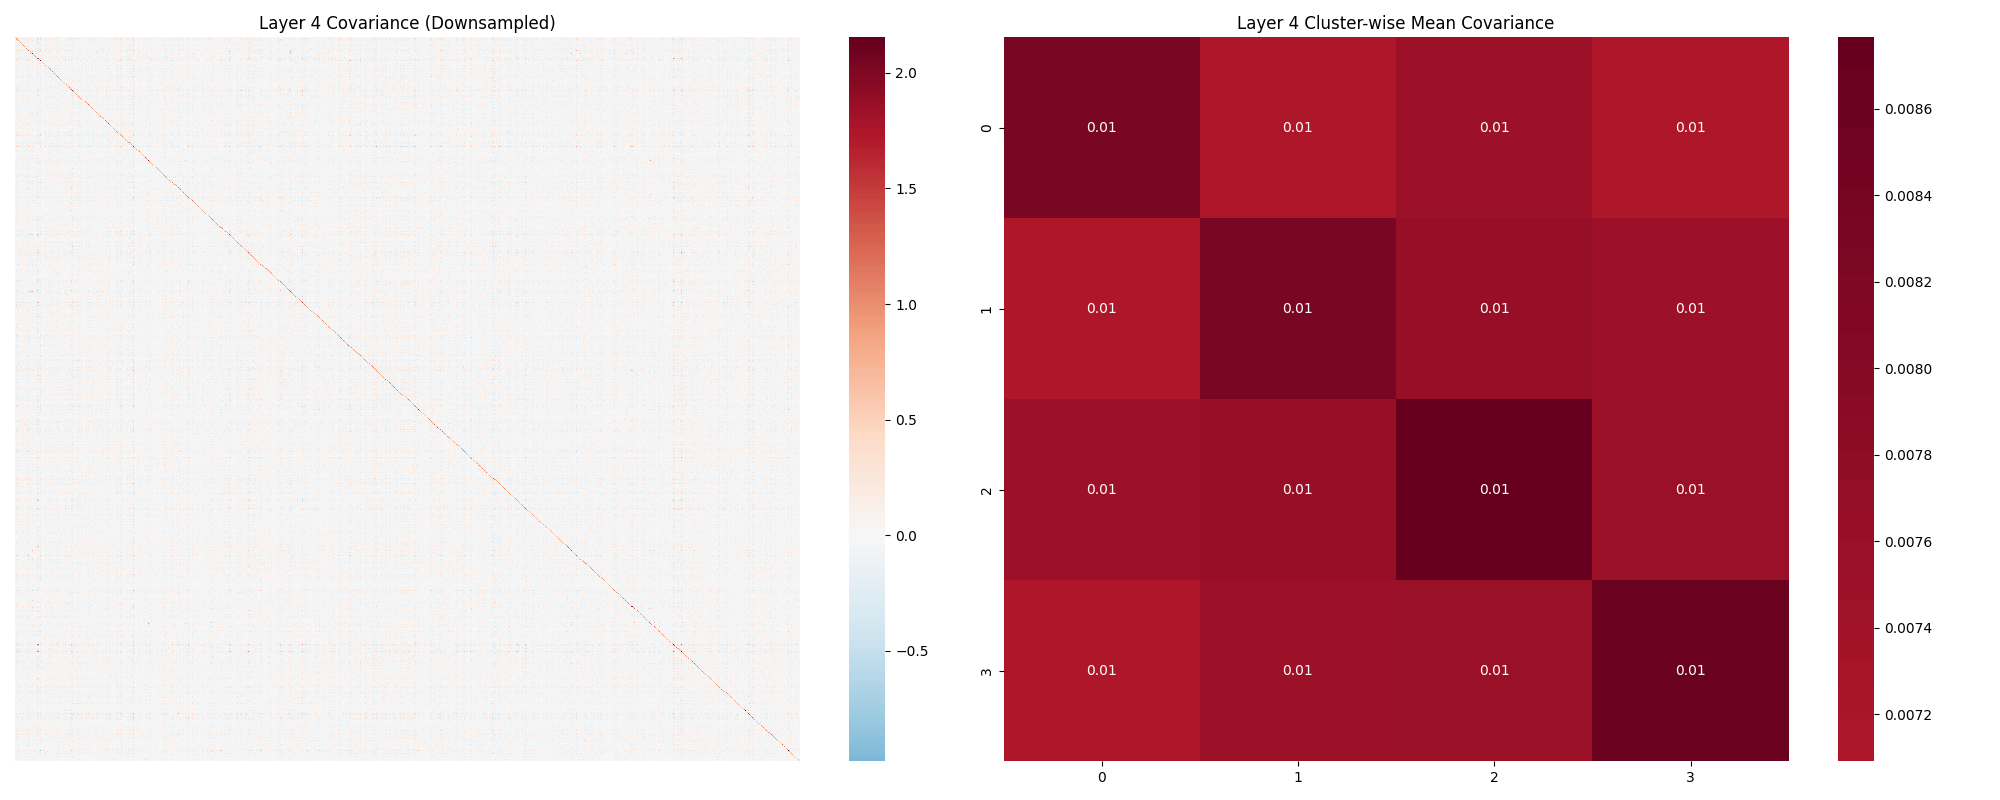 Layer 4 Covariance (Downsampled)
2.0
1.5
1.0
0.5
0.0
−0.5
Layer 4 Cluster-wise Mean Covariance
0 0.01 0.01 0.01 0.01
1 0.01 0.01 0.01 0.01
2 0.01 0.01 0.01 0.01
3 0.01 0.01 0.01 0.01
0 1 2 3
0.0086
0.0084
0.0082
0.0080
0.0078
0.0076
0.0074
0.0072